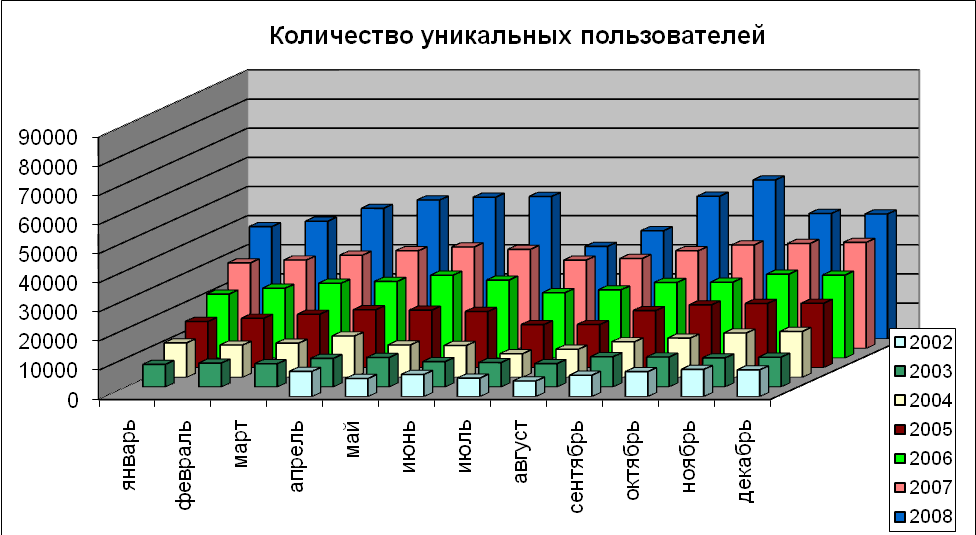 Количество уникальных пользователей
90000
80000
70000
60000
50000
40000
30000
20000
10000
0
январь
февраль
март
апрель
май
июнь
июль
август
сентябрь
октябрь
ноябрь
декабрь
2002
2003
2004
2005
2006
2007
2008